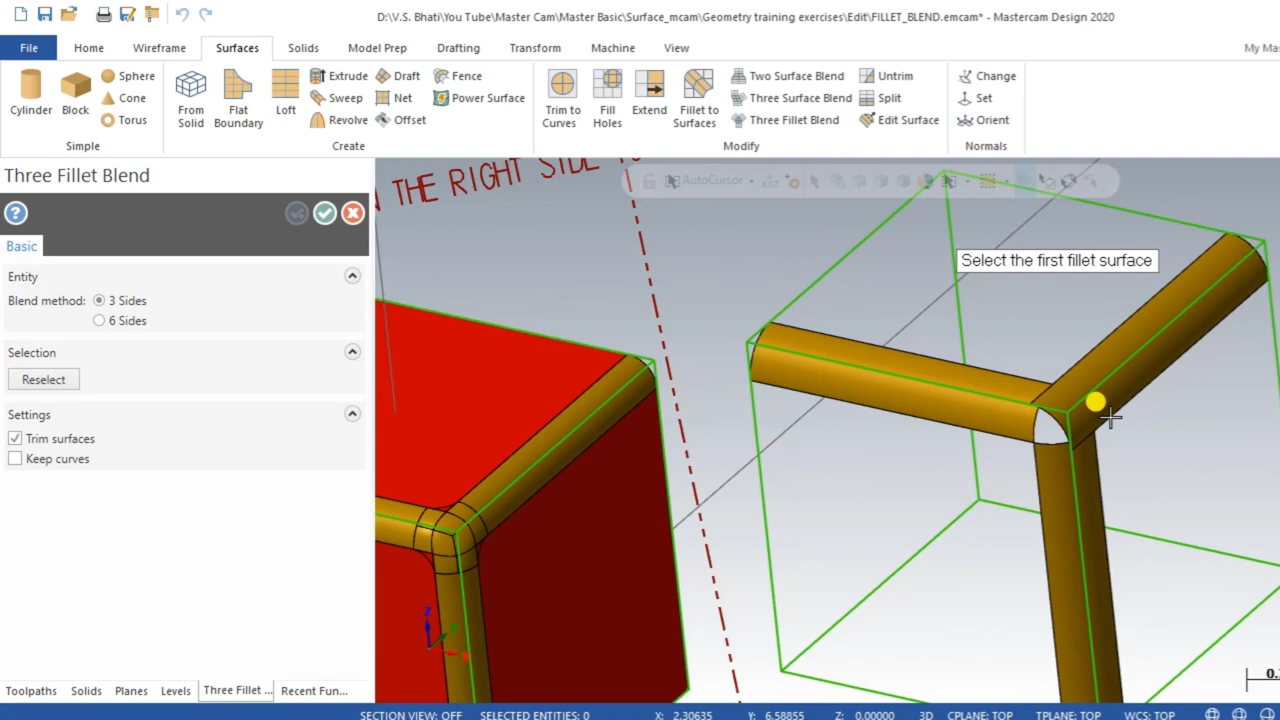 D:\V.S. Bhati\You Tube\Master Cam\Master Basic\Surface_mcam\Geometry training exercises\Edit\FILLET_BLEND.emcam* - Mastercam Design 2020
File Home Wireframe Surfaces Solids Model Prep Drafting Transform Machine View My Ma
Sphere Extrude Draft Fence Two Surface Blend Untrim Change
Cone Sweep Net Power Surface Three Surface Blend Split Set
Torus Revolve Offset Three Fillet Blend Edit Surface Orient
Cylinder Block From Solid Flat Boundary Loft Trim to Curves Fill Holes Extend Fillet to Surfaces
Simple Create Modify Normals
Three Fillet Blend
Basic
Entity
Blend method: 3 Sides
6 Sides
Selection
Reselect
Settings
Trim surfaces
Keep curves
THE RIGHT SIDE
AutoCursor
Select the first fillet surface
Z
Toolpaths Solids Planes Levels Three Fillet ... Recent Fun...
SECTION VIEW: OFF SELECTED ENTITIES: 0 X: 2.30635 Y: 6.58855 Z: 0.00000 3D CPLANE: TOP TPLANE: TOP WCS: TOP